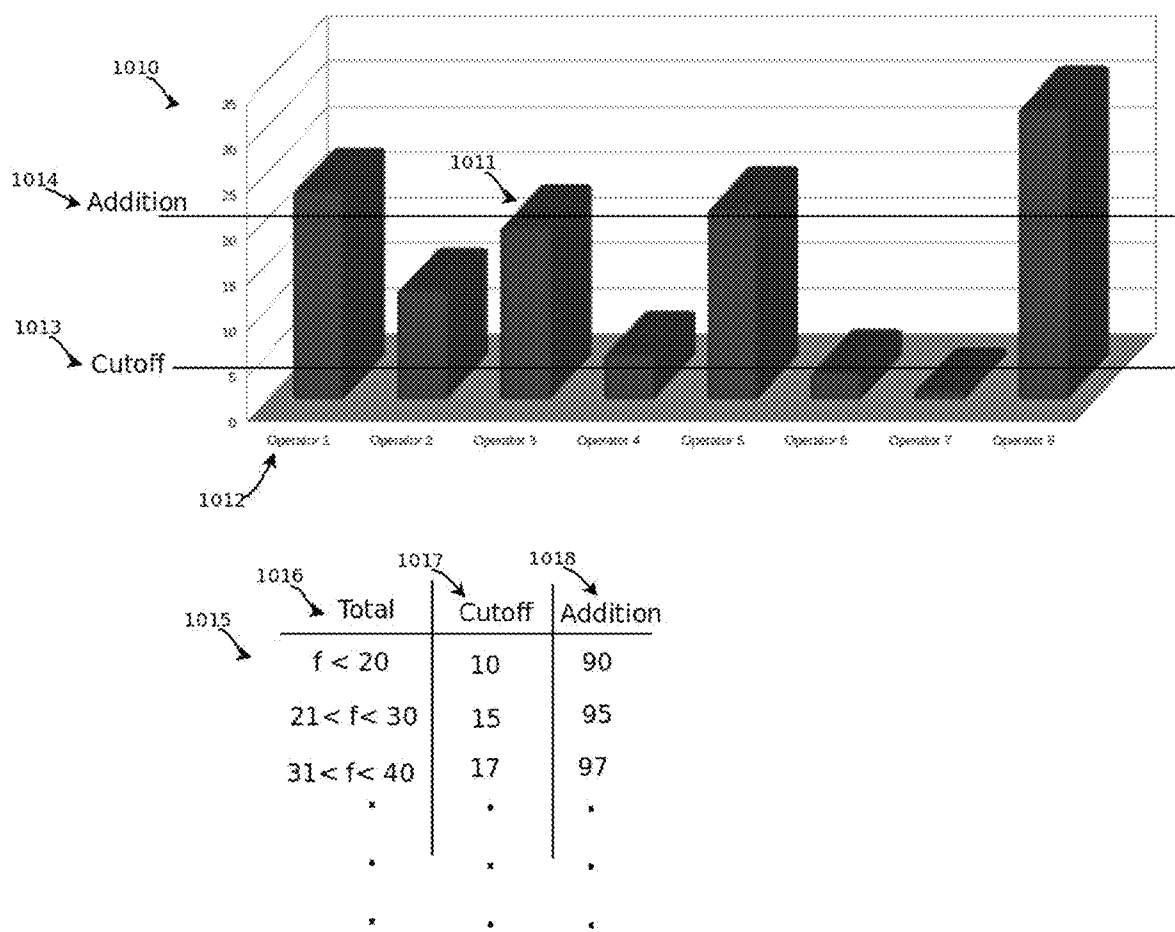 1010
35
30
25
20
15
10
5
0
1014
Addition
1011
1013
Cutoff
Operator 1 Operator 2 Operator 3 Operator 4 Operator 5 Operator 6 Operator 7 Operator 8
1012
1016 1017 1018
1015
Total Cutoff Addition
f < 20 10 90
21< f< 30 15 95
31< f< 40 17 97